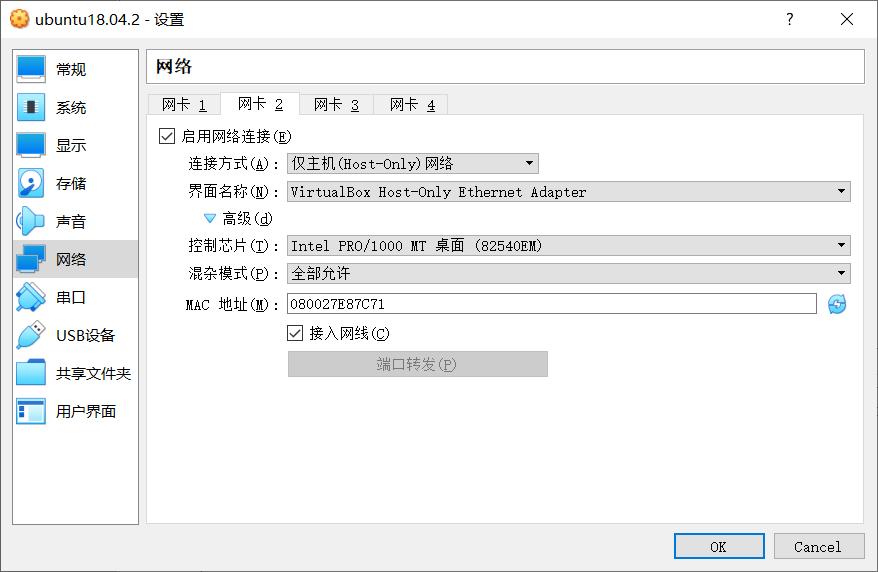 ubuntu18.04.2 - 设置
?
常规
系统
显示
存储
声音
网络
串口
USB设备
共享文件夹
用户界面
网络
网卡 1 网卡 2 网卡 3 网卡 4
启用网络连接(E)
连接方式(A): 仅主机(Host-Only)网络
界面名称(N): VirtualBox Host-Only Ethernet Adapter
高级(d)
控制芯片(T): Intel PRO/1000 MT 桌面 (82540EM)
混杂模式(P): 全部允许
MAC 地址(M): 080027E87C71
接入网线(C)
端口转发(P)
OK Cancel